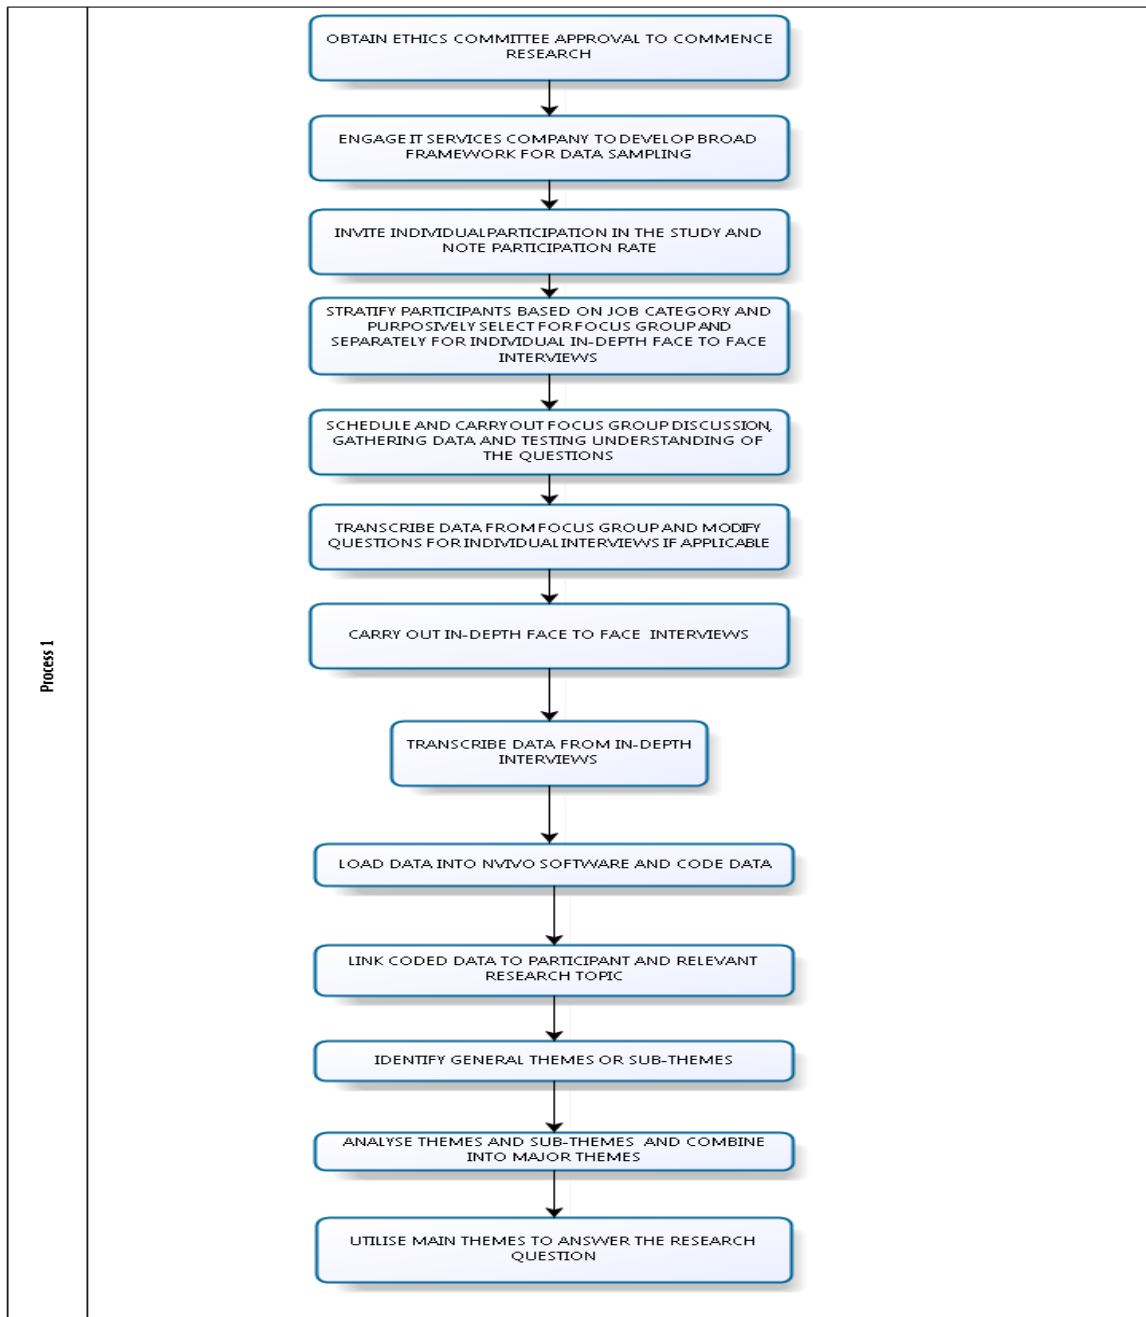 OBTAIN ETHICS COMMITTEE APPROVAL TO COMMENCE
RESEARCH
ENGAGE IT SERVICES COMPANY TO DEVELOP BROAD
FRAMEWORK FOR DATA SAMPLING
INVITE INDIVIDUAL PARTICIPATION IN THE STUDY AND
NOTE PARTICIPATION RATE
STRATIFY PARTICIPANTS BASED ON JOB CATEGORY AND
PURPOSIVELY SELECT FOR FOCUS GROUP AND
SEPARATELY FOR INDIVIDUAL IN-DEPTH FACE TO FACE
INTERVIEWS
SCHEDULE AND CARRY OUT FOCUS GROUP DISCUSSION,
GATHERING DATA AND TESTING UNDERSTANDING OF
THE QUESTIONS
TRANSCRIBE DATA FROM FOCUS GROUP AND MODIFY
QUESTIONS FOR INDIVIDUAL INTERVIEWS IF APPLICABLE
CARRY OUT IN-DEPTH FACE TO FACE INTERVIEWS
Process 1
TRANSCRIBE DATA FROM IN-DEPTH
INTERVIEWS
LOAD DATA INTO NVIVO SOFTWARE AND CODE DATA
LINK CODED DATA TO PARTICIPANT AND RELEVANT
RESEARCH TOPIC
IDENTIFY GENERAL THEMES OR SUB-THEMES
ANALYSE THEMES AND SUB-THEMES AND COMBINE
INTO MAJOR THEMES
UTILISE MAIN THEMES TO ANSWER THE RESEARCH
QUESTION